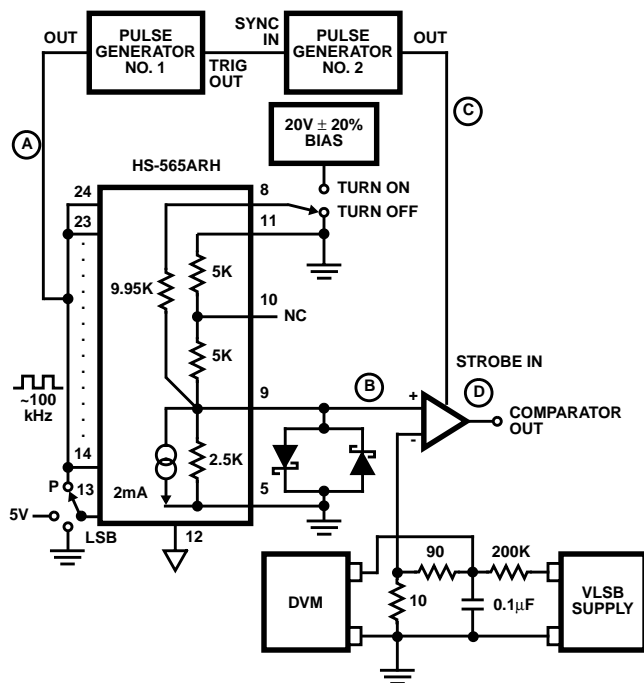 OUT
PULSE
GENERATOR
NO. 1
TRIG
OUT
SYNC
IN
PULSE
GENERATOR
NO. 2
OUT
A
C
20V ± 20%
BIAS
HS-565ARH
TURN ON
TURN OFF
24
23
8
11
9.95K
5K
10
NC
5K
~100
kHz
9
B
STROBE IN
D
+
-
COMPARATOR
OUT
14
P
13
2mA
2.5K
5
5V
LSB
12
DVM
90
200K
10
0.1µF
VLSB
SUPPLY